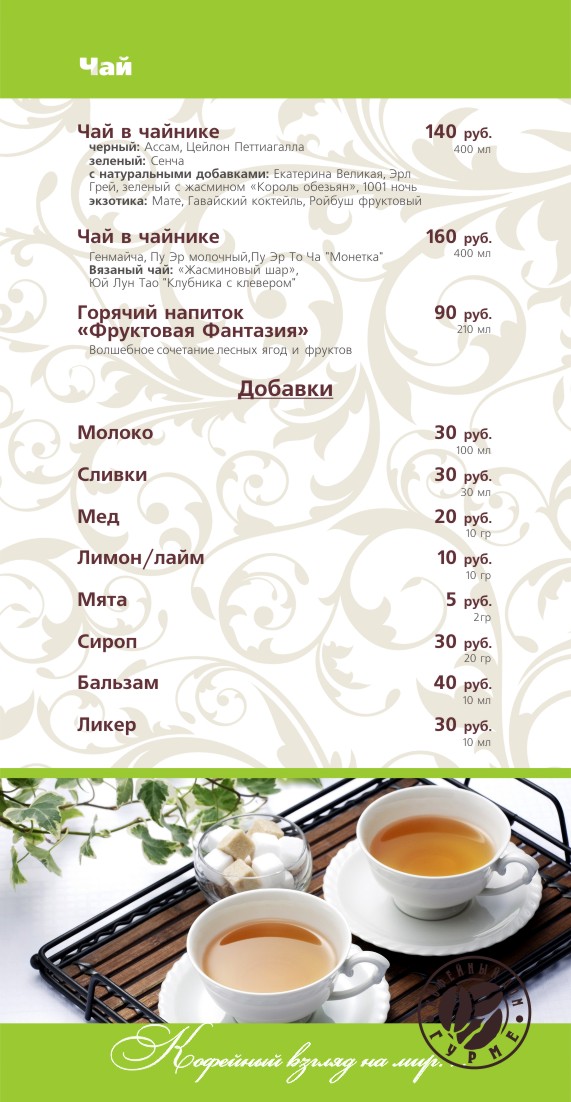 Чай
Чай в чайнике 140 руб.
черный: Ассам, Цейлон Петтиагалла 400 мл
зеленый: Сенча
с натуральными добавками: Екатерина Великая, Эрл
Грей, зеленый с жасмином «Король обезьян», 1001 ночь
экзотика: Мате, Гавайский коктейль, Ройбуш фруктовый
Чай в чайнике 160 руб.
Генмайча, Пу Эр молочный,Пу Эр То Ча "Монетка" 400 мл
Вязаный чай: «Жасминовый шар»,
Юй Лун Тао "Клубника с клевером"
Горячий напиток 90 руб.
«Фруктовая Фантазия» 210 мл
Волшебное сочетание лесных ягод и фруктов
Добавки
Молоко 30 руб.
100 мл
Сливки 30 руб.
30 мл
Мед 20 руб.
10 гр
Лимон/лайм 10 руб.
10 гр
Мята 5 руб.
2гр
Сироп 30 руб.
20 гр
Бальзам 40 руб.
10 мл
Ликер 30 руб.
10 мл
Кофейный взгляд на мир...
ГУРМЕ